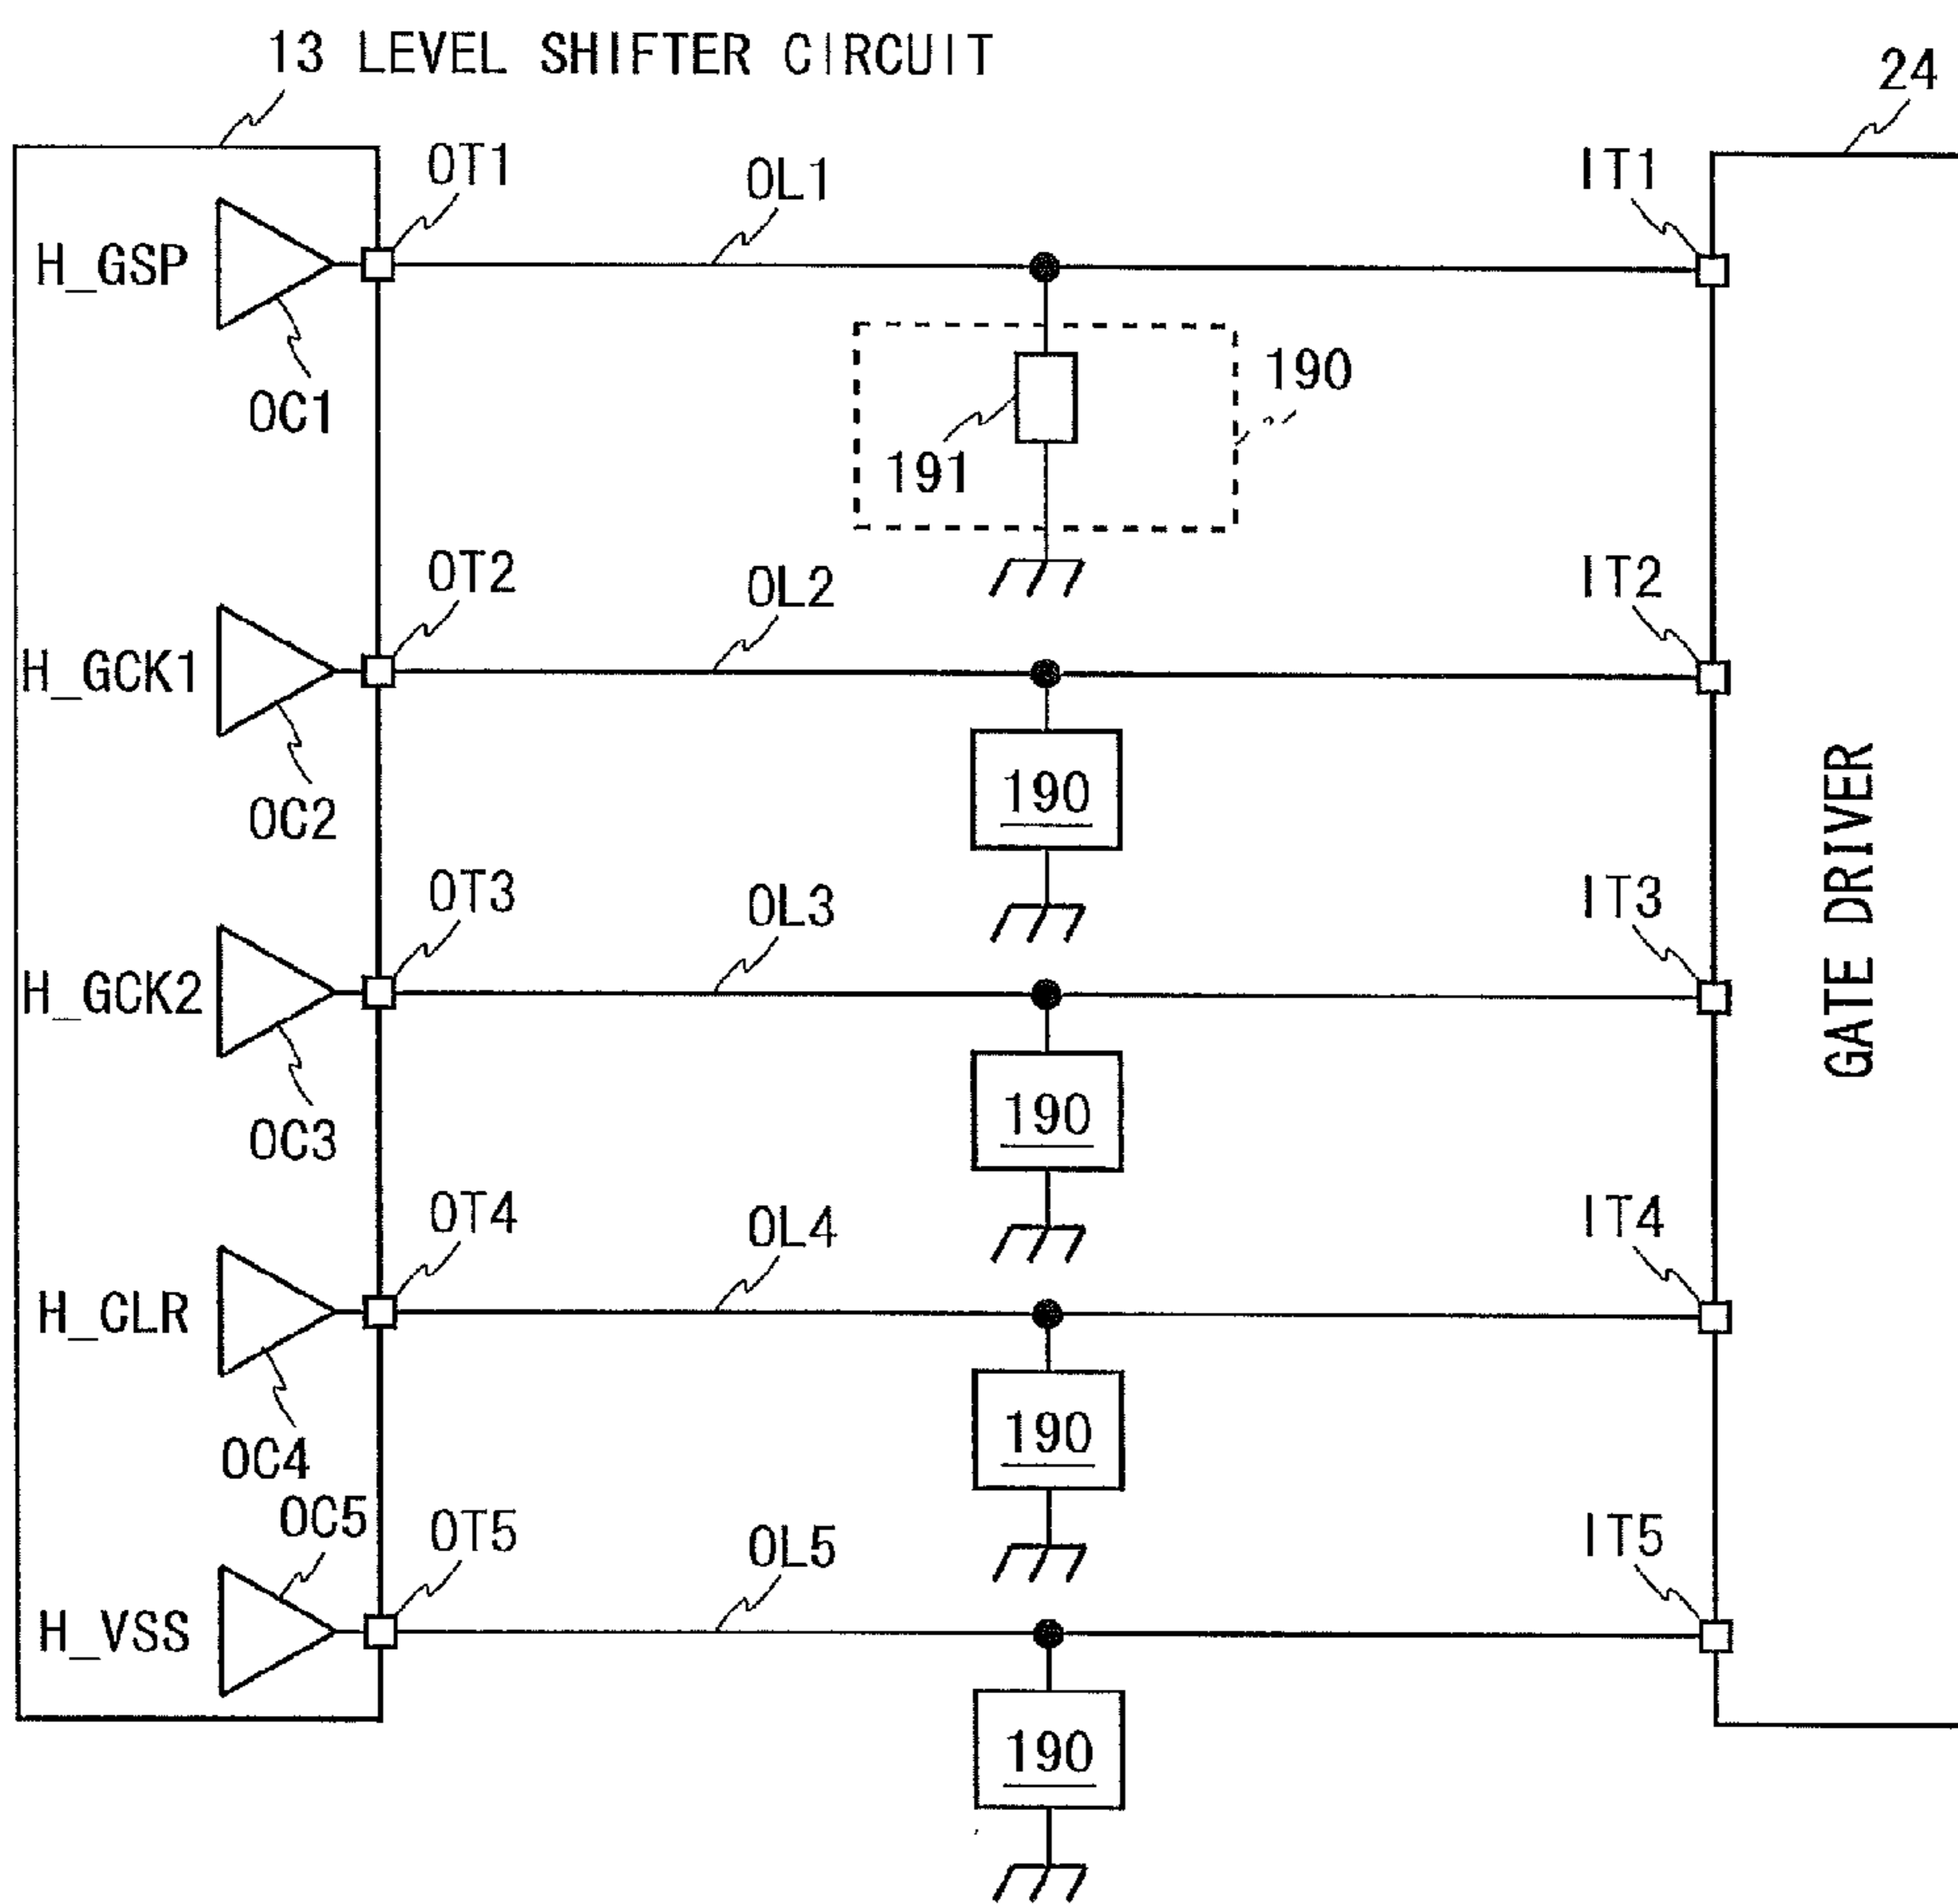 13 LEVEL SHIFTER CIRCUIT
24
OT1
OL1
IT1
H_GSP
OC1
190
191
OT2
OL2
IT2
H_GCK1
OC2
190
OT3
OL3
IT3
H_GCK2
OC3
190
GATE DRIVER
OT4
OL4
IT4
H_CLR
OC4
190
OC5
OT5
OL5
IT5
H_VSS
190